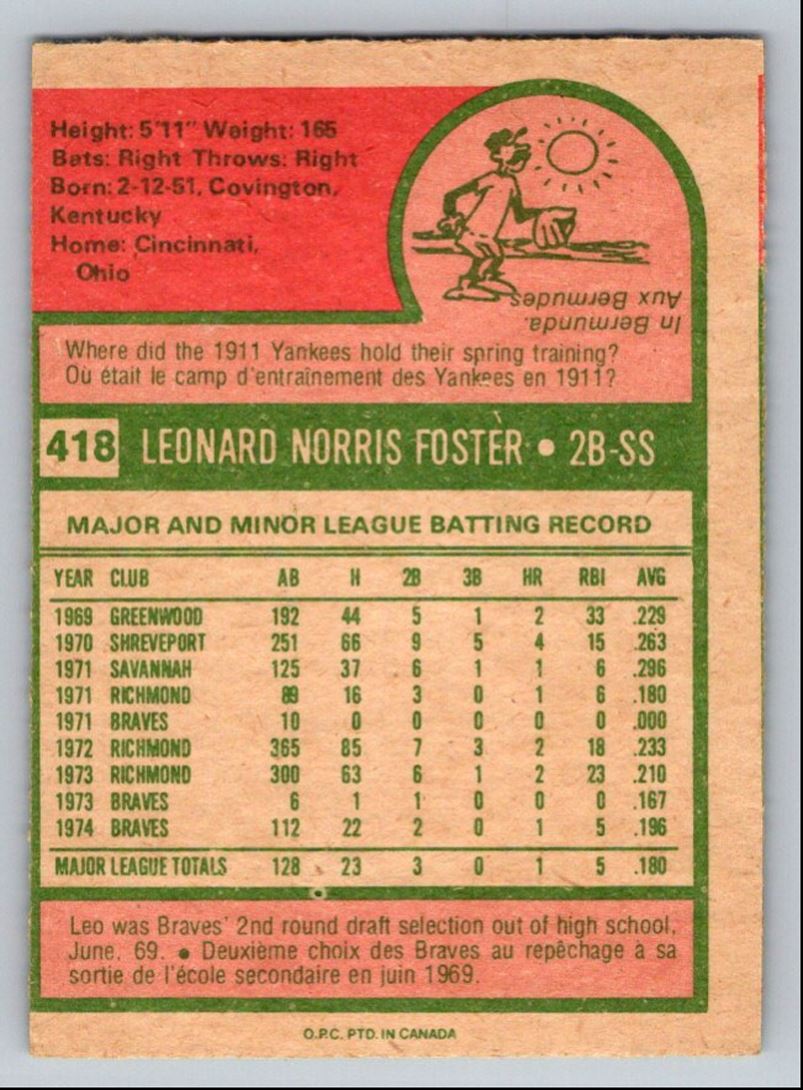 Height: 5'11" Weight: 165
Bats: Right Throws: Right
Born: 2-12-51, Covington,
Kentucky
Home: Cincinnati,
Ohio
In Bermunda.
Aux Bermudes
Where did the 1911 Yankees hold their spring training?
Où était le camp d'entraînement des Yankees en 1911?
418 LEONARD NORRIS FOSTER • 2B-SS
MAJOR AND MINOR LEAGUE BATTING RECORD
YEAR CLUB AB H 2B 3B HR RBI AVG
1969 GREENWOOD 192 44 5 1 2 33 .229
1970 SHREVEPORT 251 66 9 5 4 15 .263
1971 SAVANNAH 125 37 6 1 1 6 .296
1971 RICHMOND 89 16 3 0 1 6 .180
1971 BRAVES 10 0 0 0 0 0 .000
1972 RICHMOND 365 85 7 3 2 18 .233
1973 RICHMOND 300 63 6 1 2 23 .210
1973 BRAVES 6 1 1 0 0 0 .167
1974 BRAVES 112 22 2 0 1 5 .196
MAJOR LEAGUE TOTALS 128 23 3 0 1 5 .180
Leo was Braves' 2nd round draft selection out of high school,
June, 69. • Deuxième choix des Braves au repêchage à sa
sortie de l'école secondaire en juin 1969.
O.P.C. PTD. IN CANADA